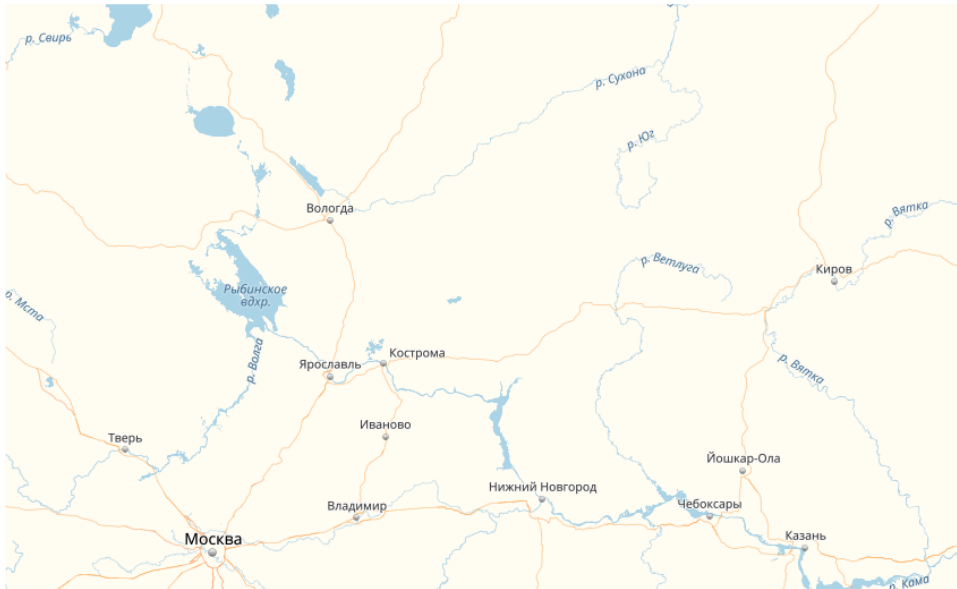 р. Свирь
р. Сухона
р. Юг
Вологда
р. Вятка
р. Ветлуга
Киров
Рыбинское
вдхр.
р. Мста
р. Волга
Кострома
Ярославль
р. Вятка
Иваново
Тверь
Йошкар-Ола
Нижний Новгород
Владимир
Чебоксары
Москва
Казань
р. Кама